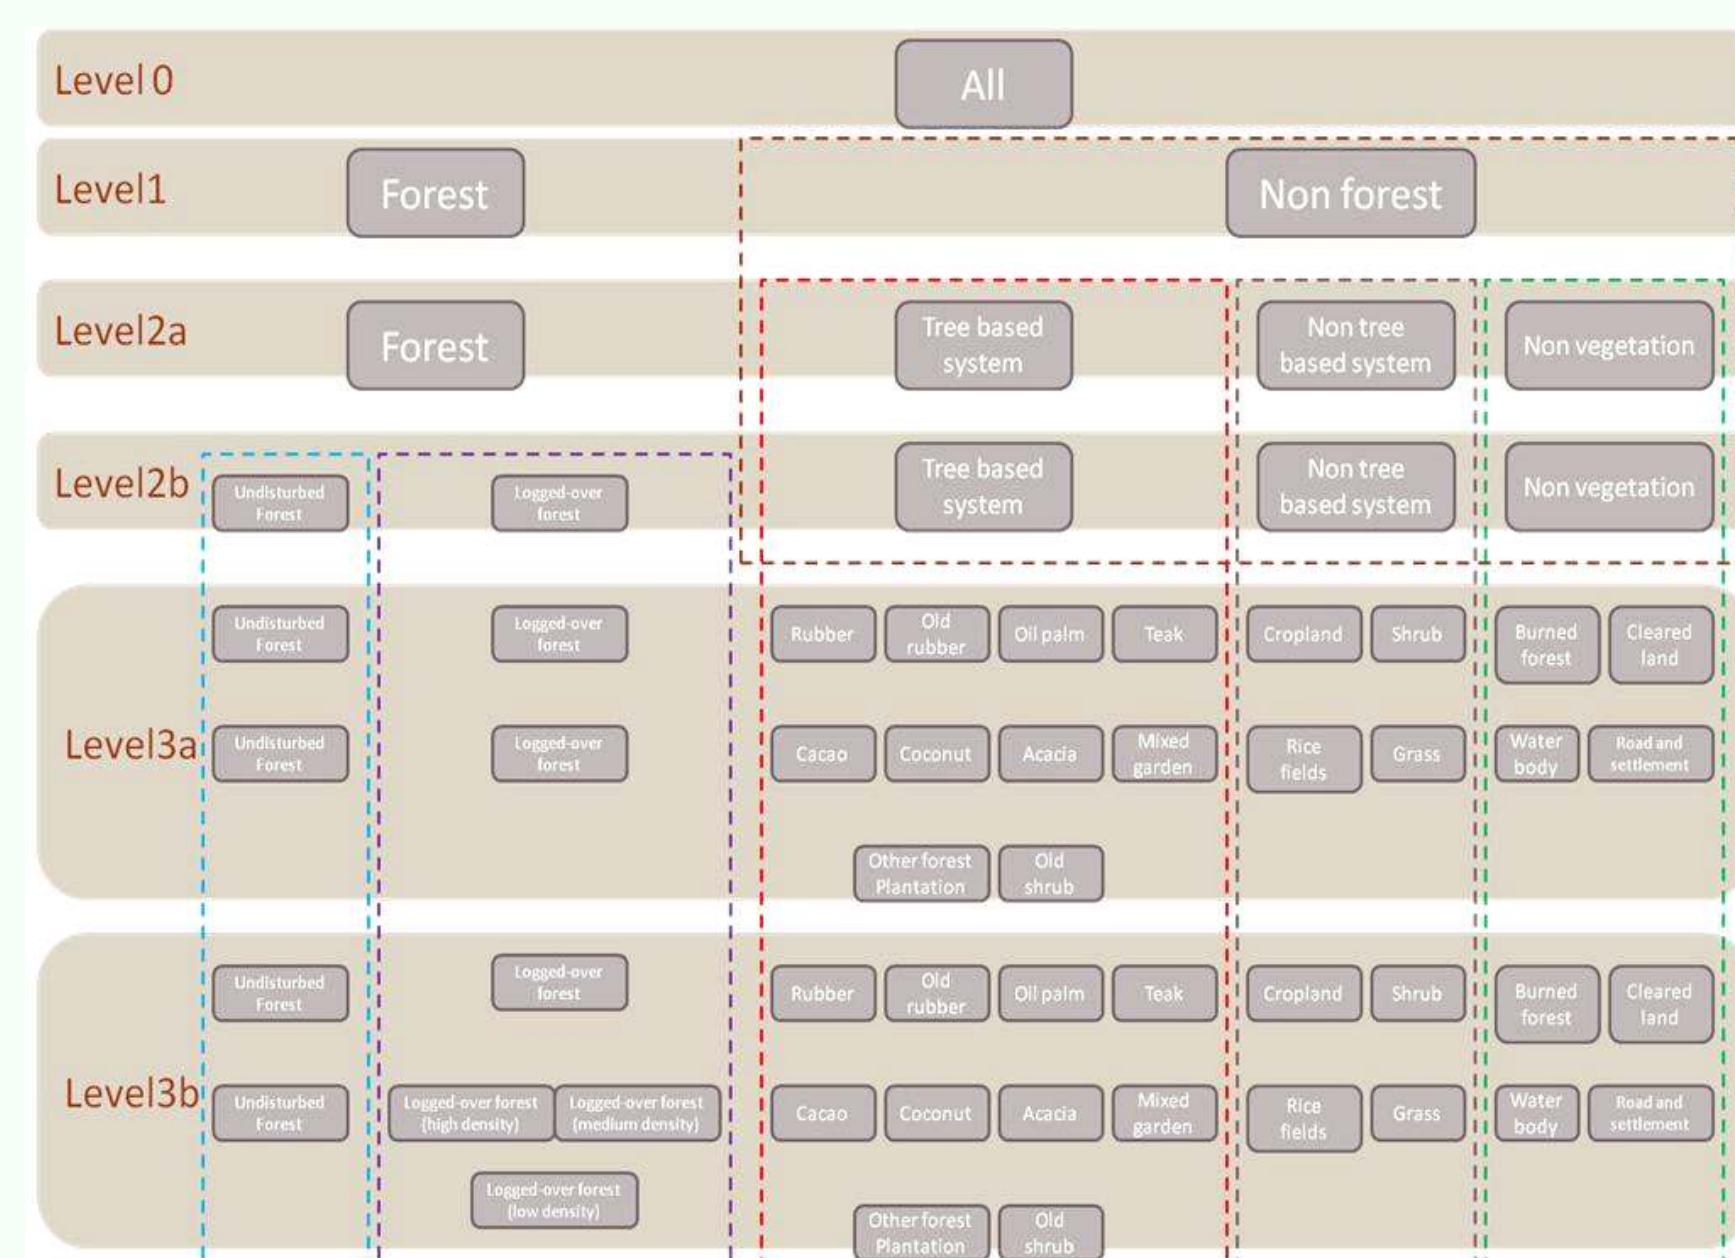 Level 0
All
Level1
Forest
Non forest
Level2a
Forest
Tree based
system
Non tree
based system
Non vegetation
Level2b
Undisturbed
Forest
Logged-over
forest
Tree based
system
Non tree
based system
Non vegetation
Level3a
Undisturbed
Forest
Logged-over
forest
Rubber
Old
rubber
Oil palm
Teak
Cropland
Shrub
Burned
forest
Cleared
land
Undisturbed
Forest
Logged-over
forest
Cacao
Coconut
Acacia
Mixed
garden
Rice
fields
Grass
Water
body
Road and
settlement
Other forest
Plantation
Old
shrub
Level3b
Undisturbed
Forest
Logged-over
forest
Rubber
Old
rubber
Oil palm
Teak
Cropland
Shrub
Burned
forest
Cleared
land
Undisturbed
Forest
Logged-over forest
(high density)
Logged-over forest
(medium density)
Cacao
Coconut
Acacia
Mixed
garden
Rice
fields
Grass
Water
body
Road and
settlement
Logged-over forest
(low density)
Other forest
Plantation
Old
shrub